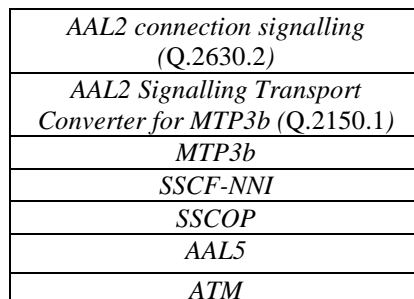 AAL2 connection signalling
(Q.2630.2)
AAL2 Signalling Transport
Converter for MTP3b (Q.2150.1)
MTP3b
SSCF-NNI
SSCOP
AAL5
ATM